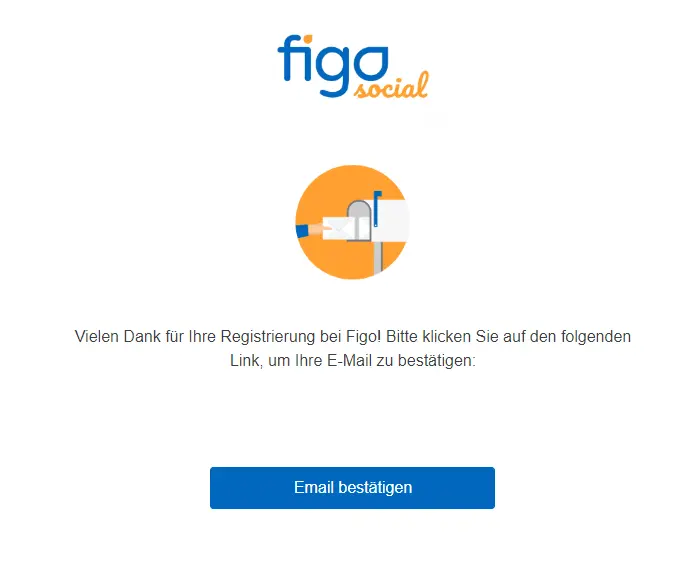 figo
social
Vielen Dank für Ihre Registrierung bei Figo! Bitte klicken Sie auf den folgenden
Link, um Ihre E-Mail zu bestätigen:
Email bestätigen